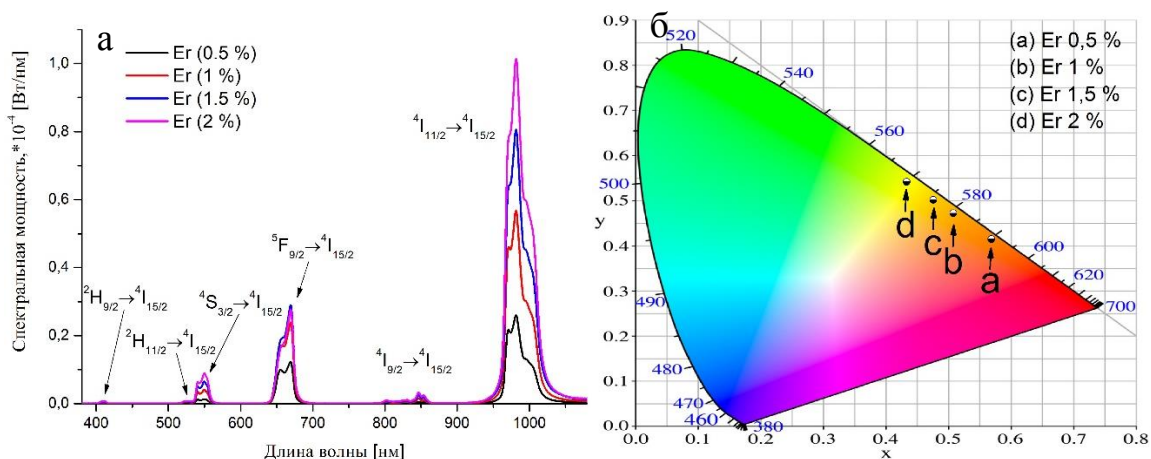 а
Er (0.5 %)
Er (1 %)
Er (1.5 %)
Er (2 %)
⁴I₁₁/₂→⁴I₁₅/₂
⁵F₉/₂→⁴I₁₅/₂
²H₉/₂→⁴I₁₅/₂
⁴S₃/₂→⁴I₁₅/₂
²H₁₁/₂→⁴I₁₅/₂
⁴I₉/₂→⁴I₁₅/₂
Спектральная мощность,*10⁻⁴ [Вт/нм]
1,0
0,8
0,6
0,4
0,2
0,0
400 500 600 700 800 900 1000
Длина волны [нм]
б
(a) Er 0,5 %
(b) Er 1 %
(c) Er 1,5 %
(d) Er 2 %
0.9
0.8
0.7
0.6
0.5
0.4
0.3
0.2
0.1
0.0
y
520
540
560
500
580
600
620
700
490
480
470
460
380
d
c
b
a
0.0 0.1 0.2 0.3 0.4 0.5 0.6 0.7 0.8
x